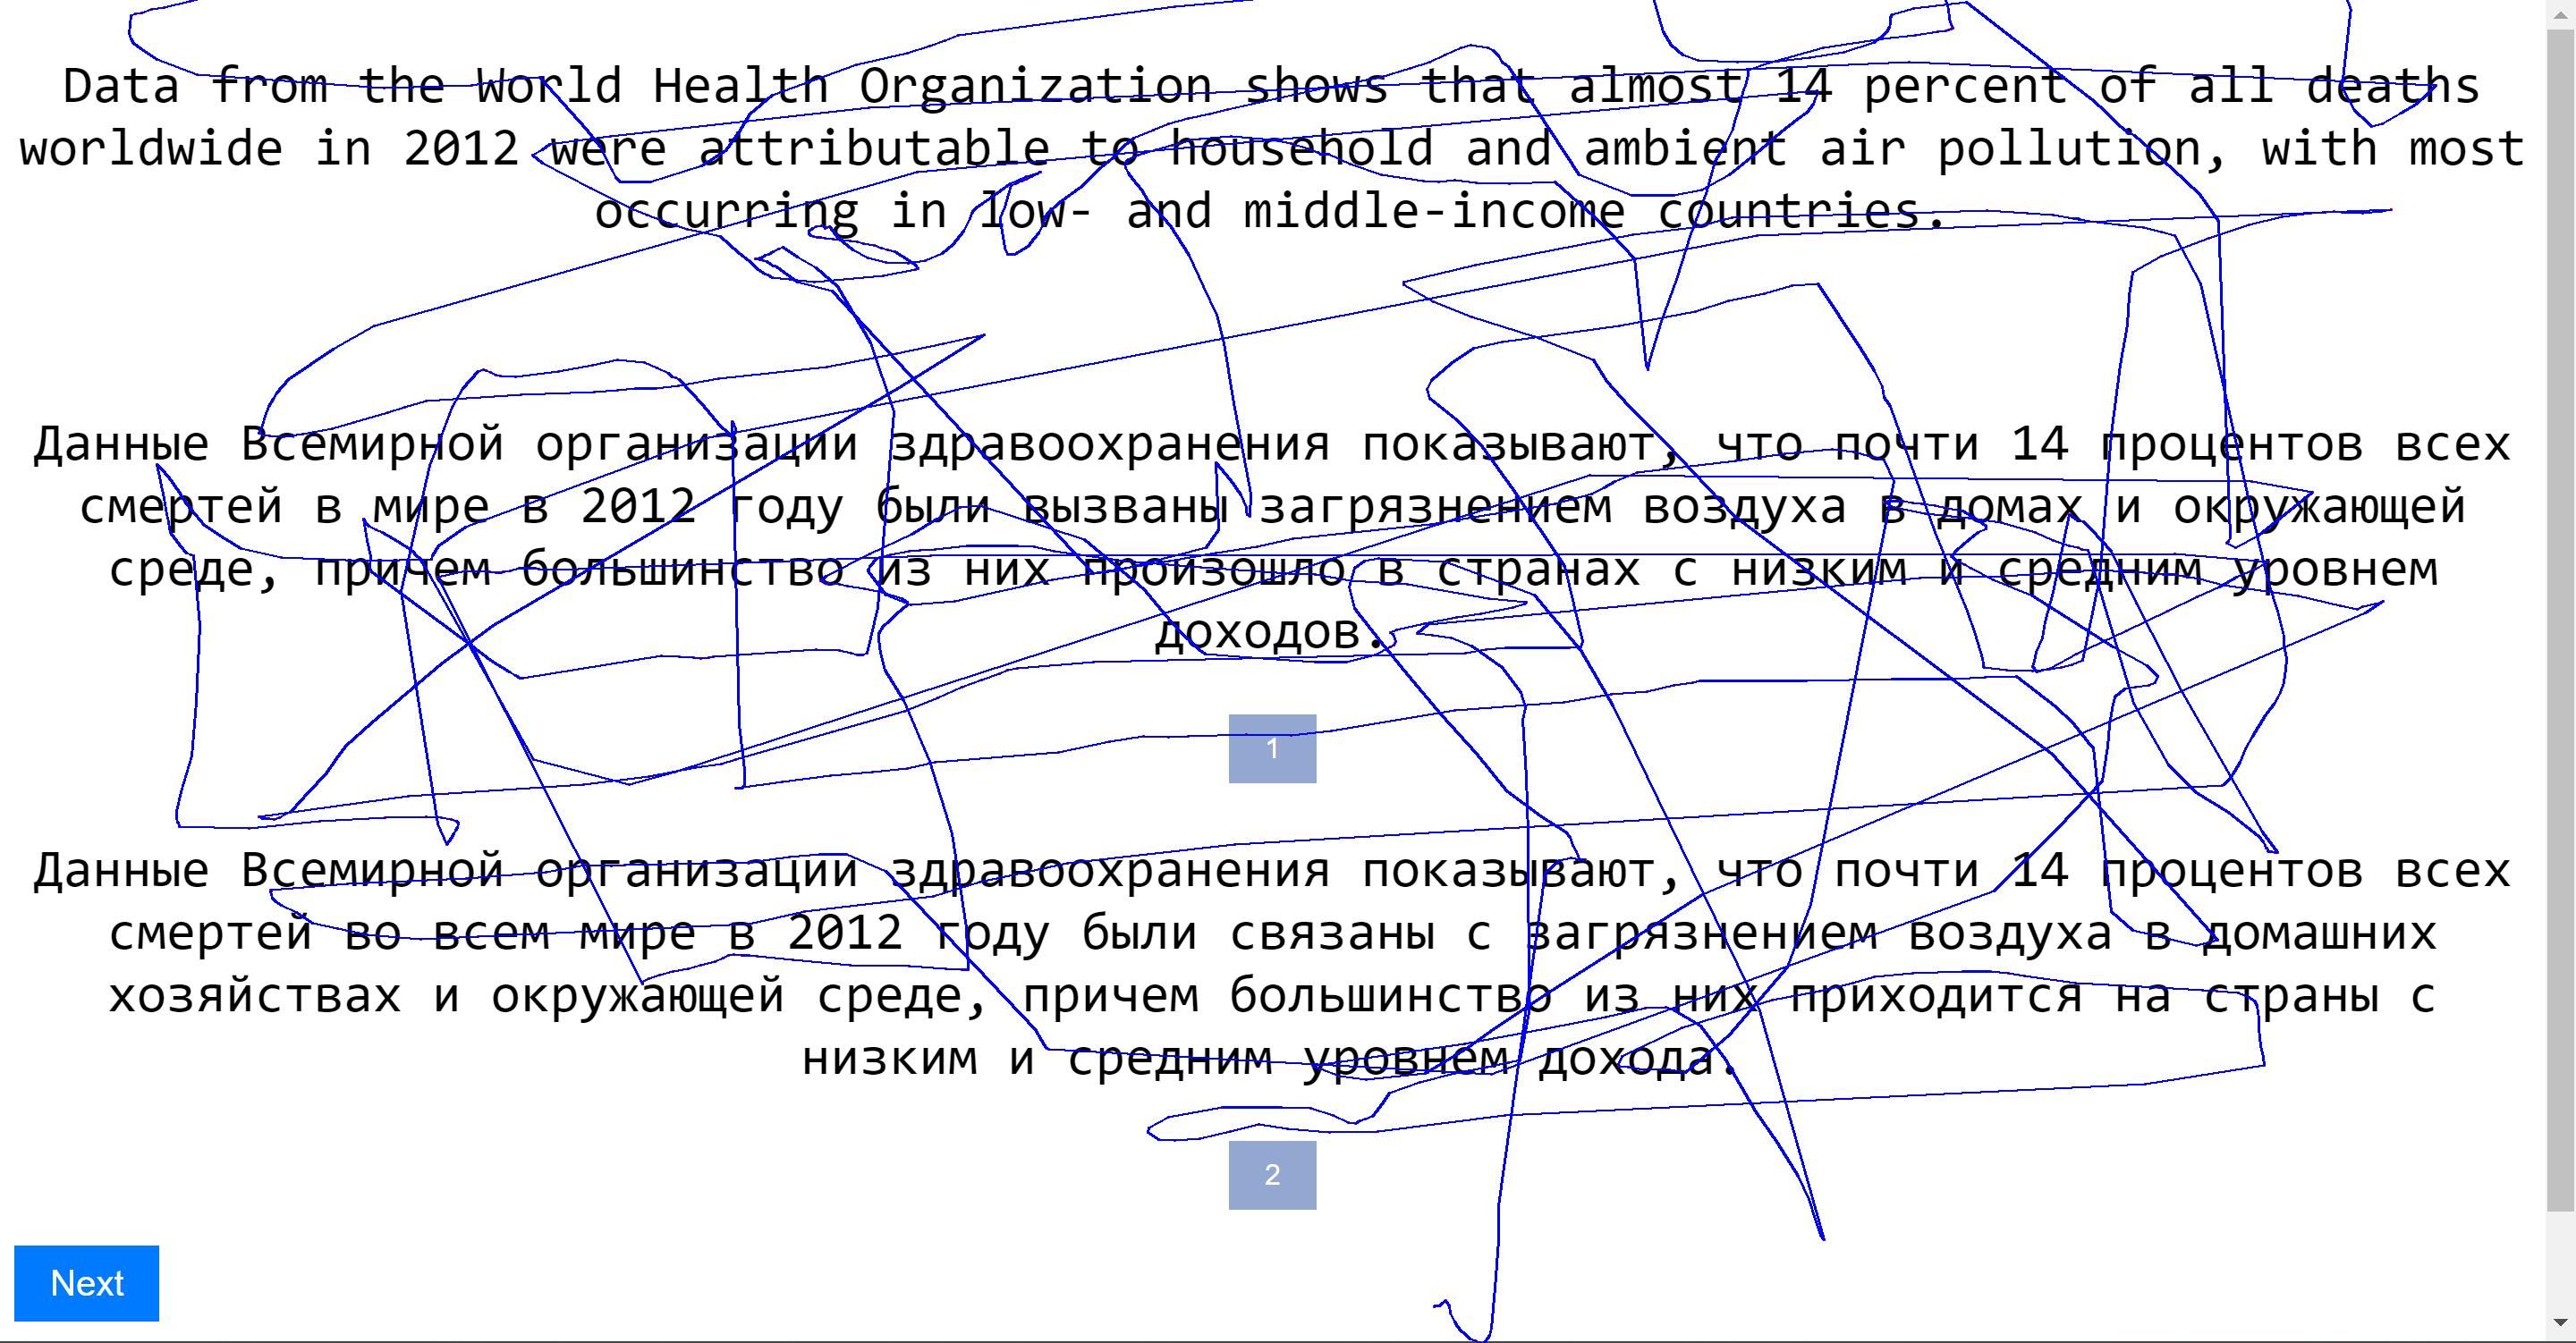 Data from the World Health Organization shows that almost 14 percent of all deaths
worldwide in 2012 were attributable to household and ambient air pollution, with most
occurring in low- and middle-income countries.
Данные Всемирной организации здравоохранения показывают, что почти 14 процентов всех
смертей в мире в 2012 году были вызваны загрязнением воздуха в домах и окружающей
среде, причем большинство из них произошло в странах с низким и средним уровнем
доходов.
1
Данные Всемирной организации здравоохранения показывают, что почти 14 процентов всех
смертей во всем мире в 2012 году были связаны с загрязнением воздуха в домашних
хозяйствах и окружающей среде, причем большинство из них приходится на страны с
низким и средним уровнем дохода.
2
Next